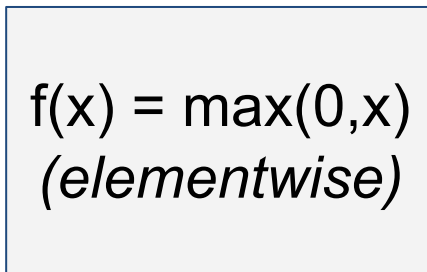 f(x) = max(0,x)
(elementwise)